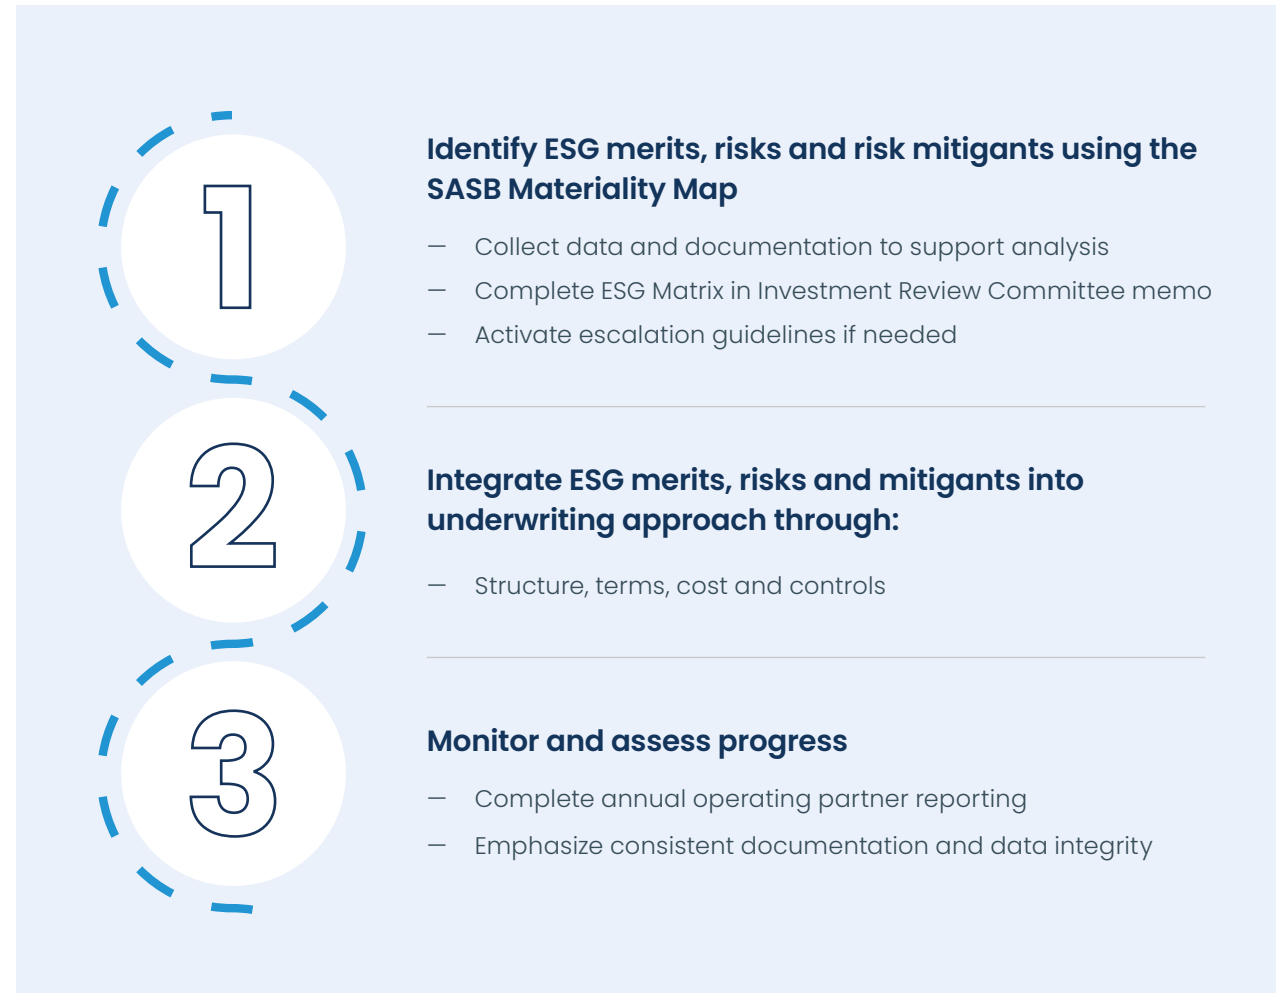 1
Identify ESG merits, risks and risk mitigants using the
SASB Materiality Map
— Collect data and documentation to support analysis
— Complete ESG Matrix in Investment Review Committee memo
— Activate escalation guidelines if needed
2
Integrate ESG merits, risks and mitigants into
underwriting approach through:
— Structure, terms, cost and controls
3
Monitor and assess progress
— Complete annual operating partner reporting
— Emphasize consistent documentation and data integrity